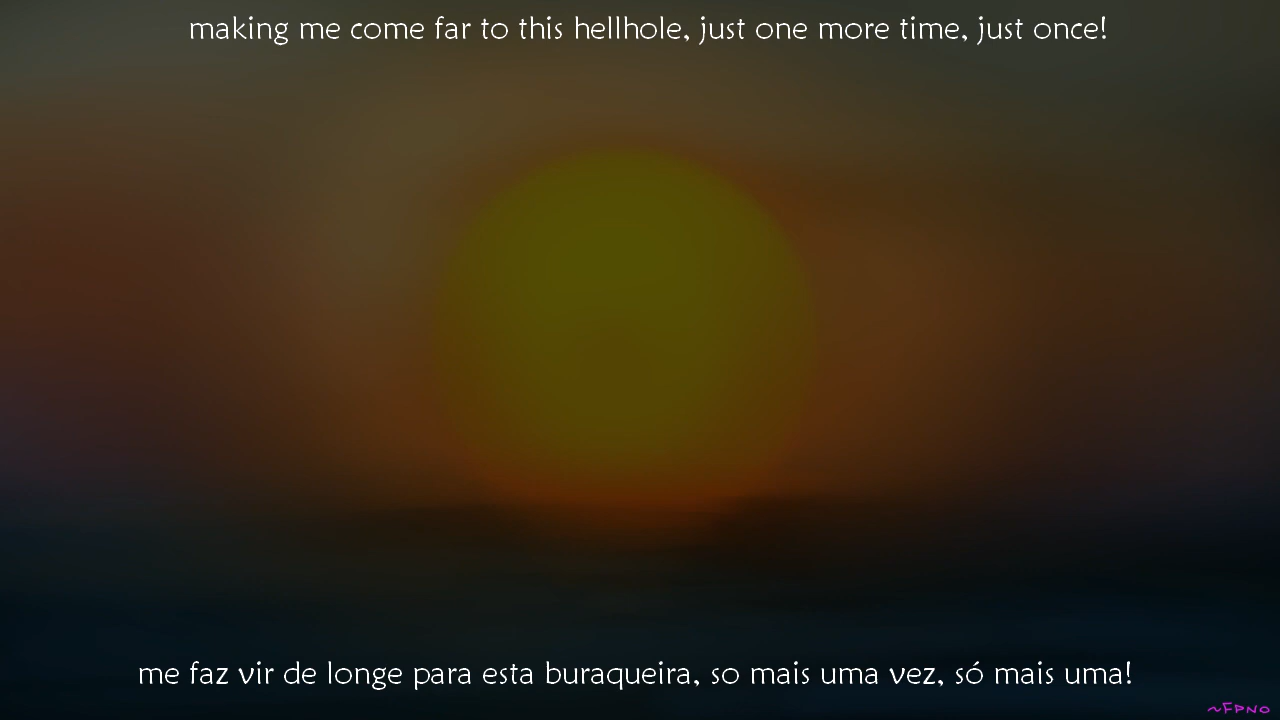 making me come far to this hellhole, just one more time, just once!
me faz vir de longe para esta buraqueira, so mais uma vez, só mais uma!
~FPNO